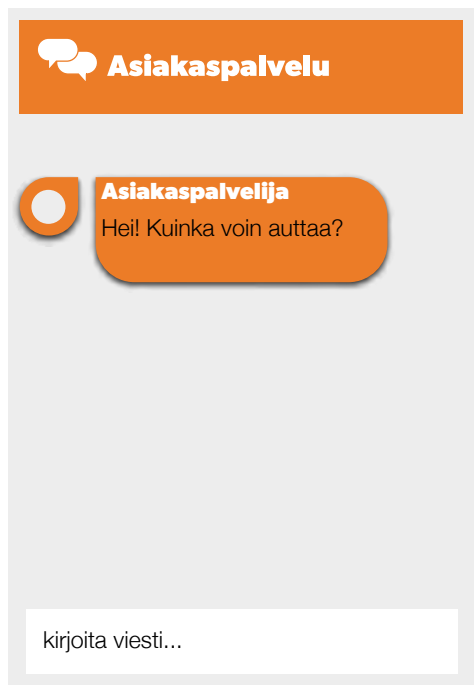 Asiakaspalvelu
Asiakaspalvelija
Hei! Kuinka voin auttaa?
kirjoita viesti...